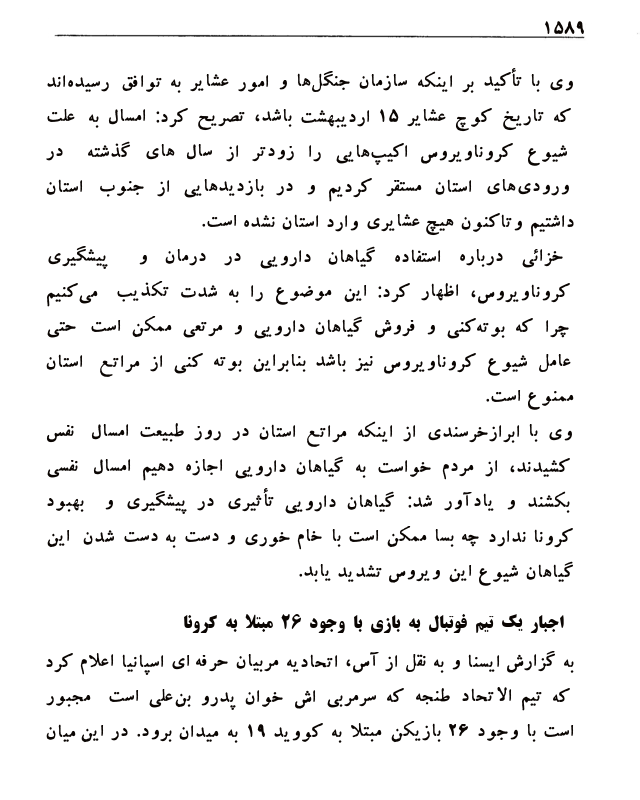 ۱۵۸۹
وی با تأکید بر اینکه سازمان جنگل‌ها و امور عشایر به توافق رسیده‌اند
که تاریخ کوچ عشایر ۱۵ اردیبهشت باشد، تصریح کرد: امسال به علت
شیوع کروناویروس اکیپ‌هایی را زودتر از سال های گذشته در
ورودی‌های استان مستقر کردیم و در بازدیدهایی از جنوب استان
داشتیم و تاکنون هیچ عشایری وارد استان نشده است.
خزائی درباره استفاده گیاهان دارویی در درمان و پیشگیری
کروناویروس، اظهار کرد: این موضوع را به شدت تکذیب می‌کنیم
چرا که بوته‌کنی و فروش گیاهان دارویی و مرتعی ممکن است حتی
عامل شیوع کروناویروس نیز باشد بنابراین بوته کنی از مراتع استان
ممنوع است.
وی با ابرازخرسندی از اینکه مراتع استان در روز طبیعت امسال نفس
کشیدند، از مردم خواست به گیاهان دارویی اجازه دهیم امسال نفسی
بکشند و یادآور شد: گیاهان دارویی تأثیری در پیشگیری و بهبود
کرونا ندارد چه بسا ممکن است با خام خوری و دست به دست شدن این
گیاهان شیوع این ویروس تشدید یابد.
اجبار یک تیم فوتبال به بازی با وجود ۲۶ مبتلا به کرونا
به گزارش ایسنا و به نقل از آس، اتحادیه مربیان حرفه ای اسپانیا اعلام کرد
که تیم الاتحاد طنجه که سرمربی اش خوان پدرو بن‌علی است مجبور
است با وجود ۲۶ بازیکن مبتلا به کووید ۱۹ به میدان برود. در این میان